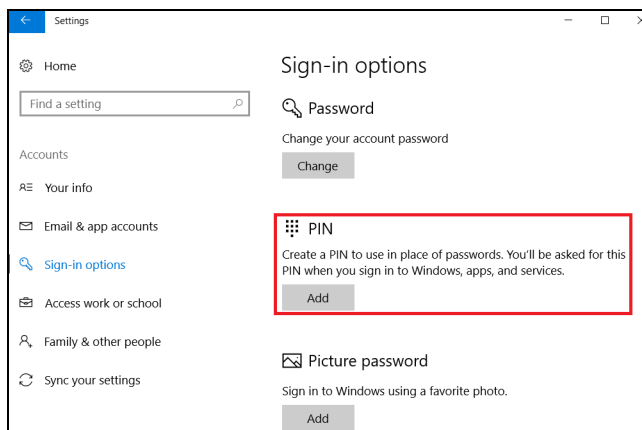 Settings
Home
Find a setting
Accounts
Your info
Email & app accounts
Sign-in options
Access work or school
Family & other people
Sync your settings
Sign-in options
Password
Change your account password
Change
PIN
Create a PIN to use in place of passwords. You'll be asked for this
PIN when you sign in to Windows, apps, and services.
Add
Picture password
Sign in to Windows using a favorite photo.
Add